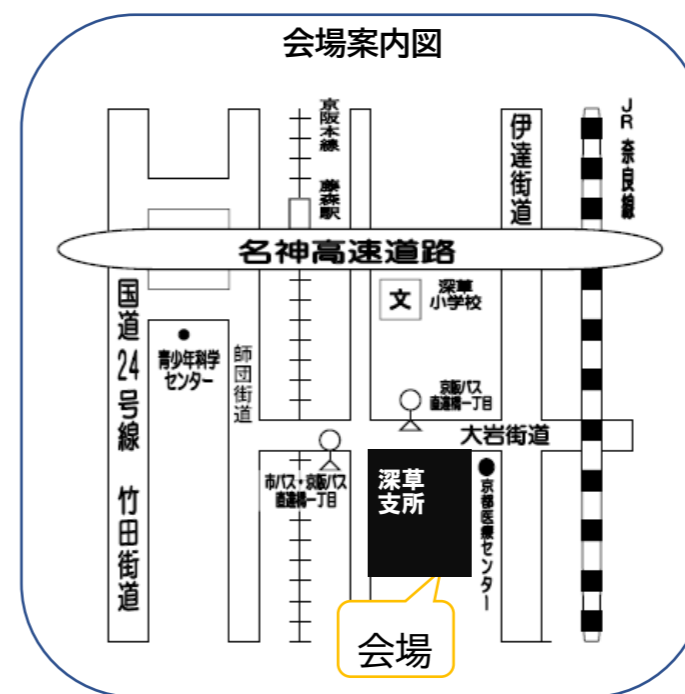 会場案内図
京阪本線 藤森駅
伊達街道
JR奈良線
名神高速道路
文
深草
小学校
国道24号線 竹田街道
青少年科学
センター
師団街道
京阪バス
直違橋一丁目
大岩街道
市バス・京阪バス
直違橋一丁目
深草
支所
京都医療センター
会場